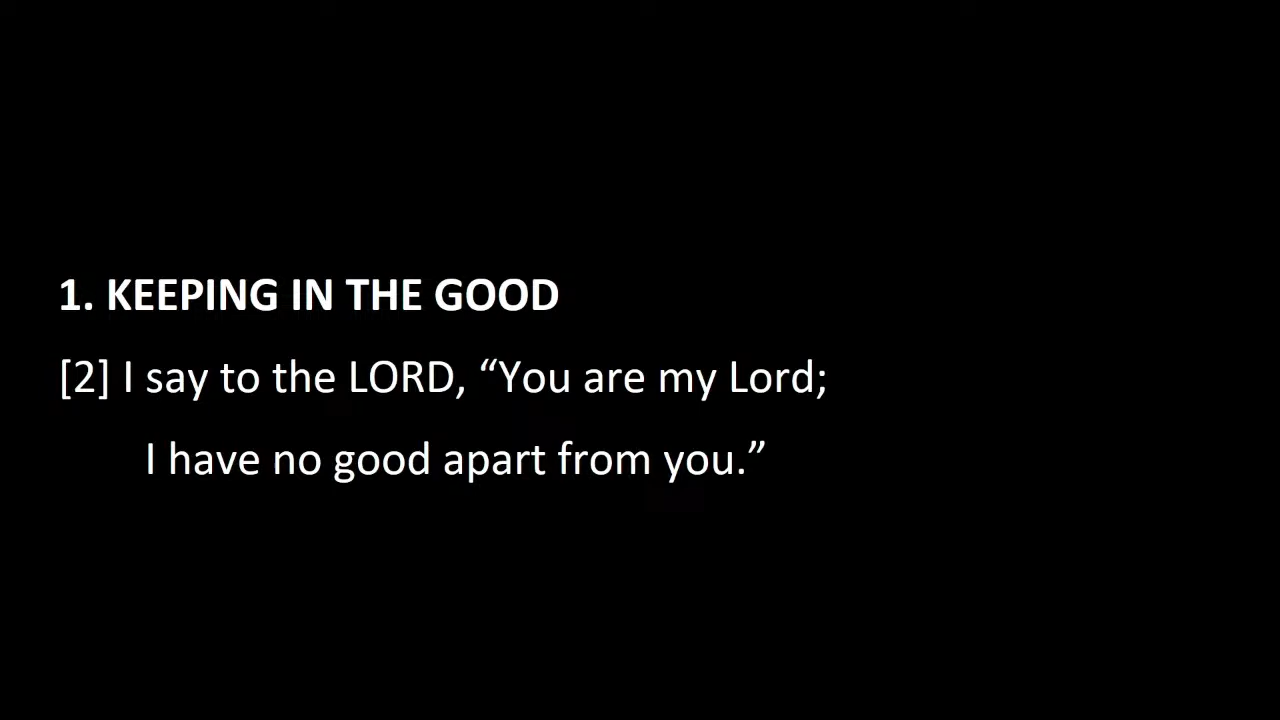 1. KEEPING IN THE GOOD
[2] I say to the LORD, “You are my Lord;
I have no good apart from you.”